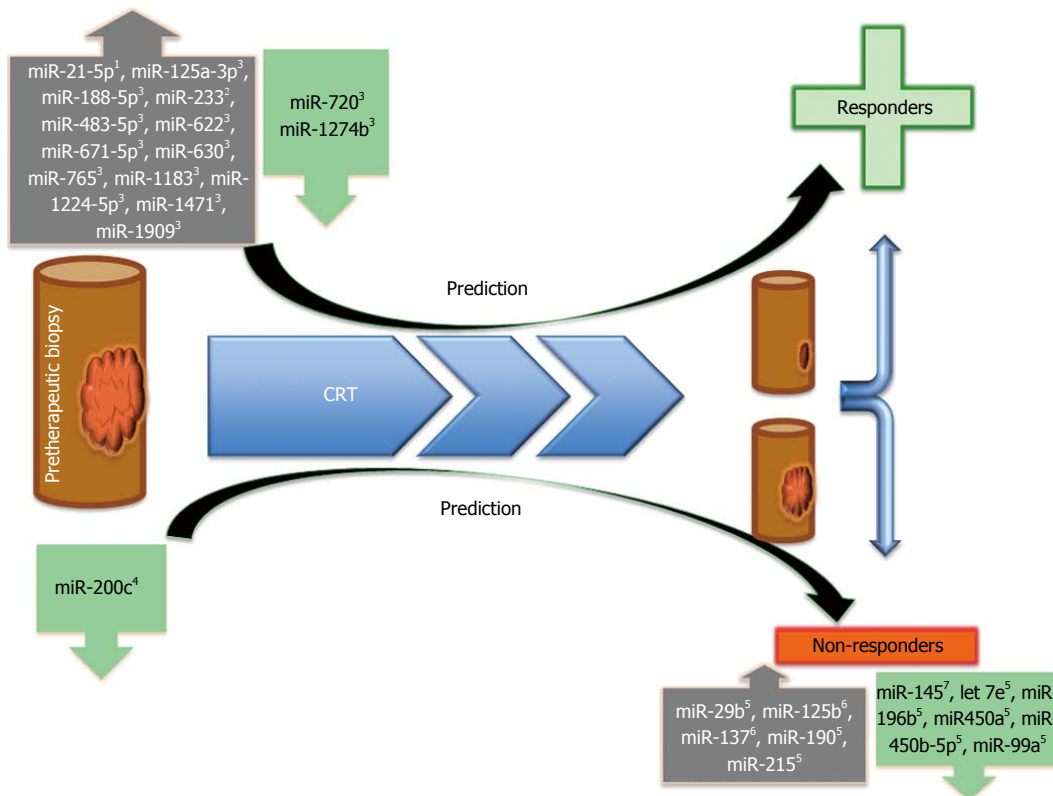 miR-21-5p¹, miR-125a-3p³,
miR-188-5p³, miR-233²,
miR-483-5p³, miR-622³,
miR-671-5p³, miR-630³,
miR-765³, miR-1183³, miR-
1224-5p³, miR-1471³,
miR-1909³
miR-720³
miR-1274b³
Responders
Prediction
Pretherapeutic biopsy
CRT
Prediction
miR-200c⁴
Non-responders
miR-29b⁵, miR-125b⁶,
miR-137⁶, miR-190⁵,
miR-215⁵
miR-145⁷, let 7e⁵, miR-
196b⁵, miR450a⁵, miR-
450b-5p⁵, miR-99a⁵